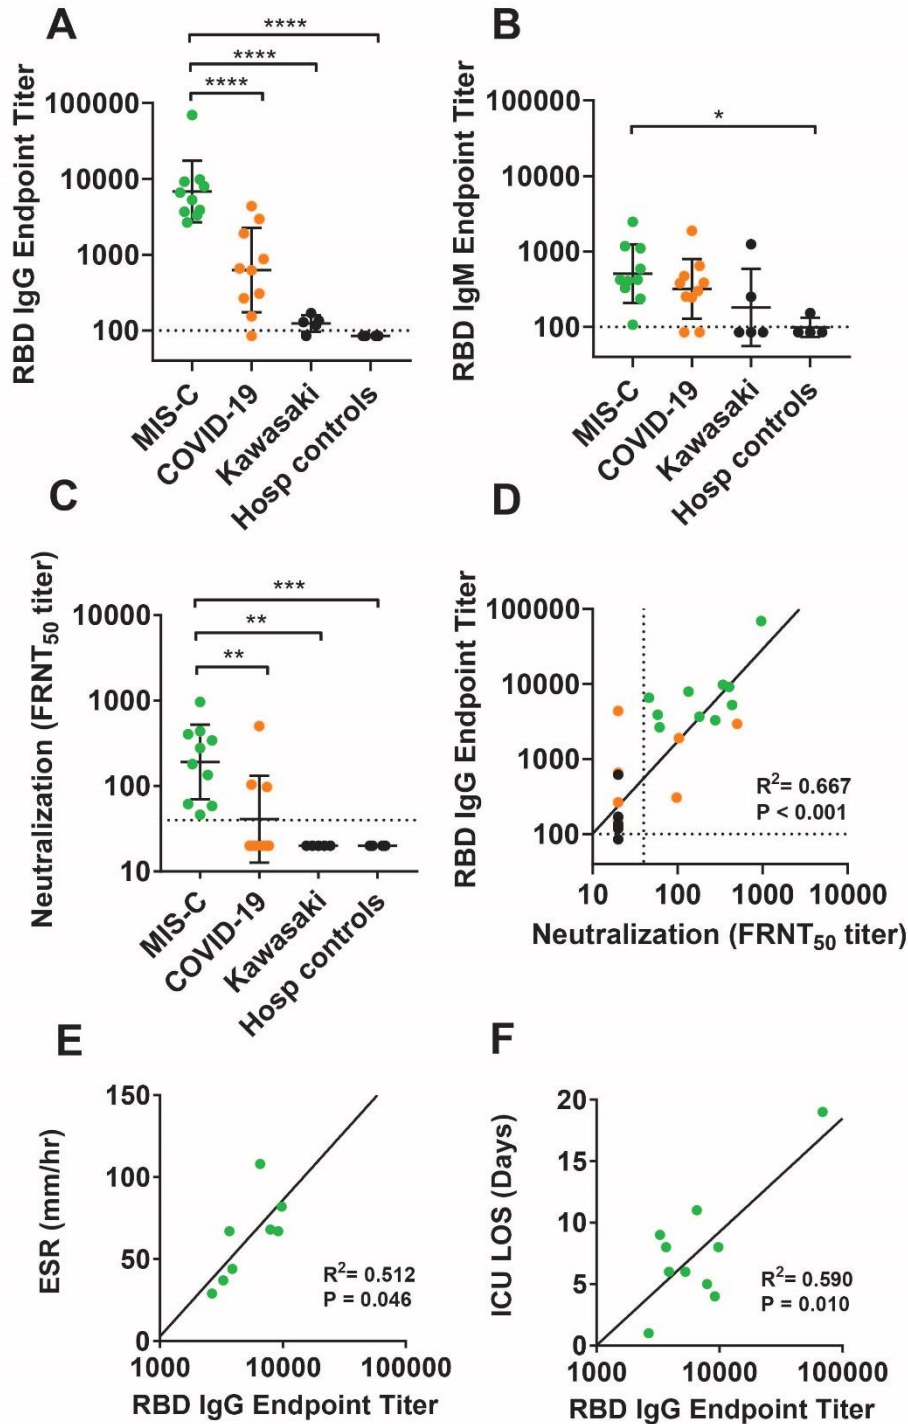 A
****
****
****
RBD IgG Endpoint Titer
100000
10000
1000
100
MIS-C
COVID-19
Kawasaki
Hosp controls
B
*
RBD IgM Endpoint Titer
100000
10000
1000
100
MIS-C
COVID-19
Kawasaki
Hosp controls
C
***
**
**
Neutralization (FRNT50 titer)
10000
1000
100
10
MIS-C
COVID-19
Kawasaki
Hosp controls
D
RBD IgG Endpoint Titer
100000
10000
1000
100
R2= 0.667
P < 0.001
10 100 1000 10000
Neutralization (FRNT50 titer)
E
ESR (mm/hr)
150
100
50
0
R2= 0.512
P = 0.046
1000 10000 100000
RBD IgG Endpoint Titer
F
ICU LOS (Days)
20
15
10
5
0
R2= 0.590
P = 0.010
1000 10000 100000
RBD IgG Endpoint Titer